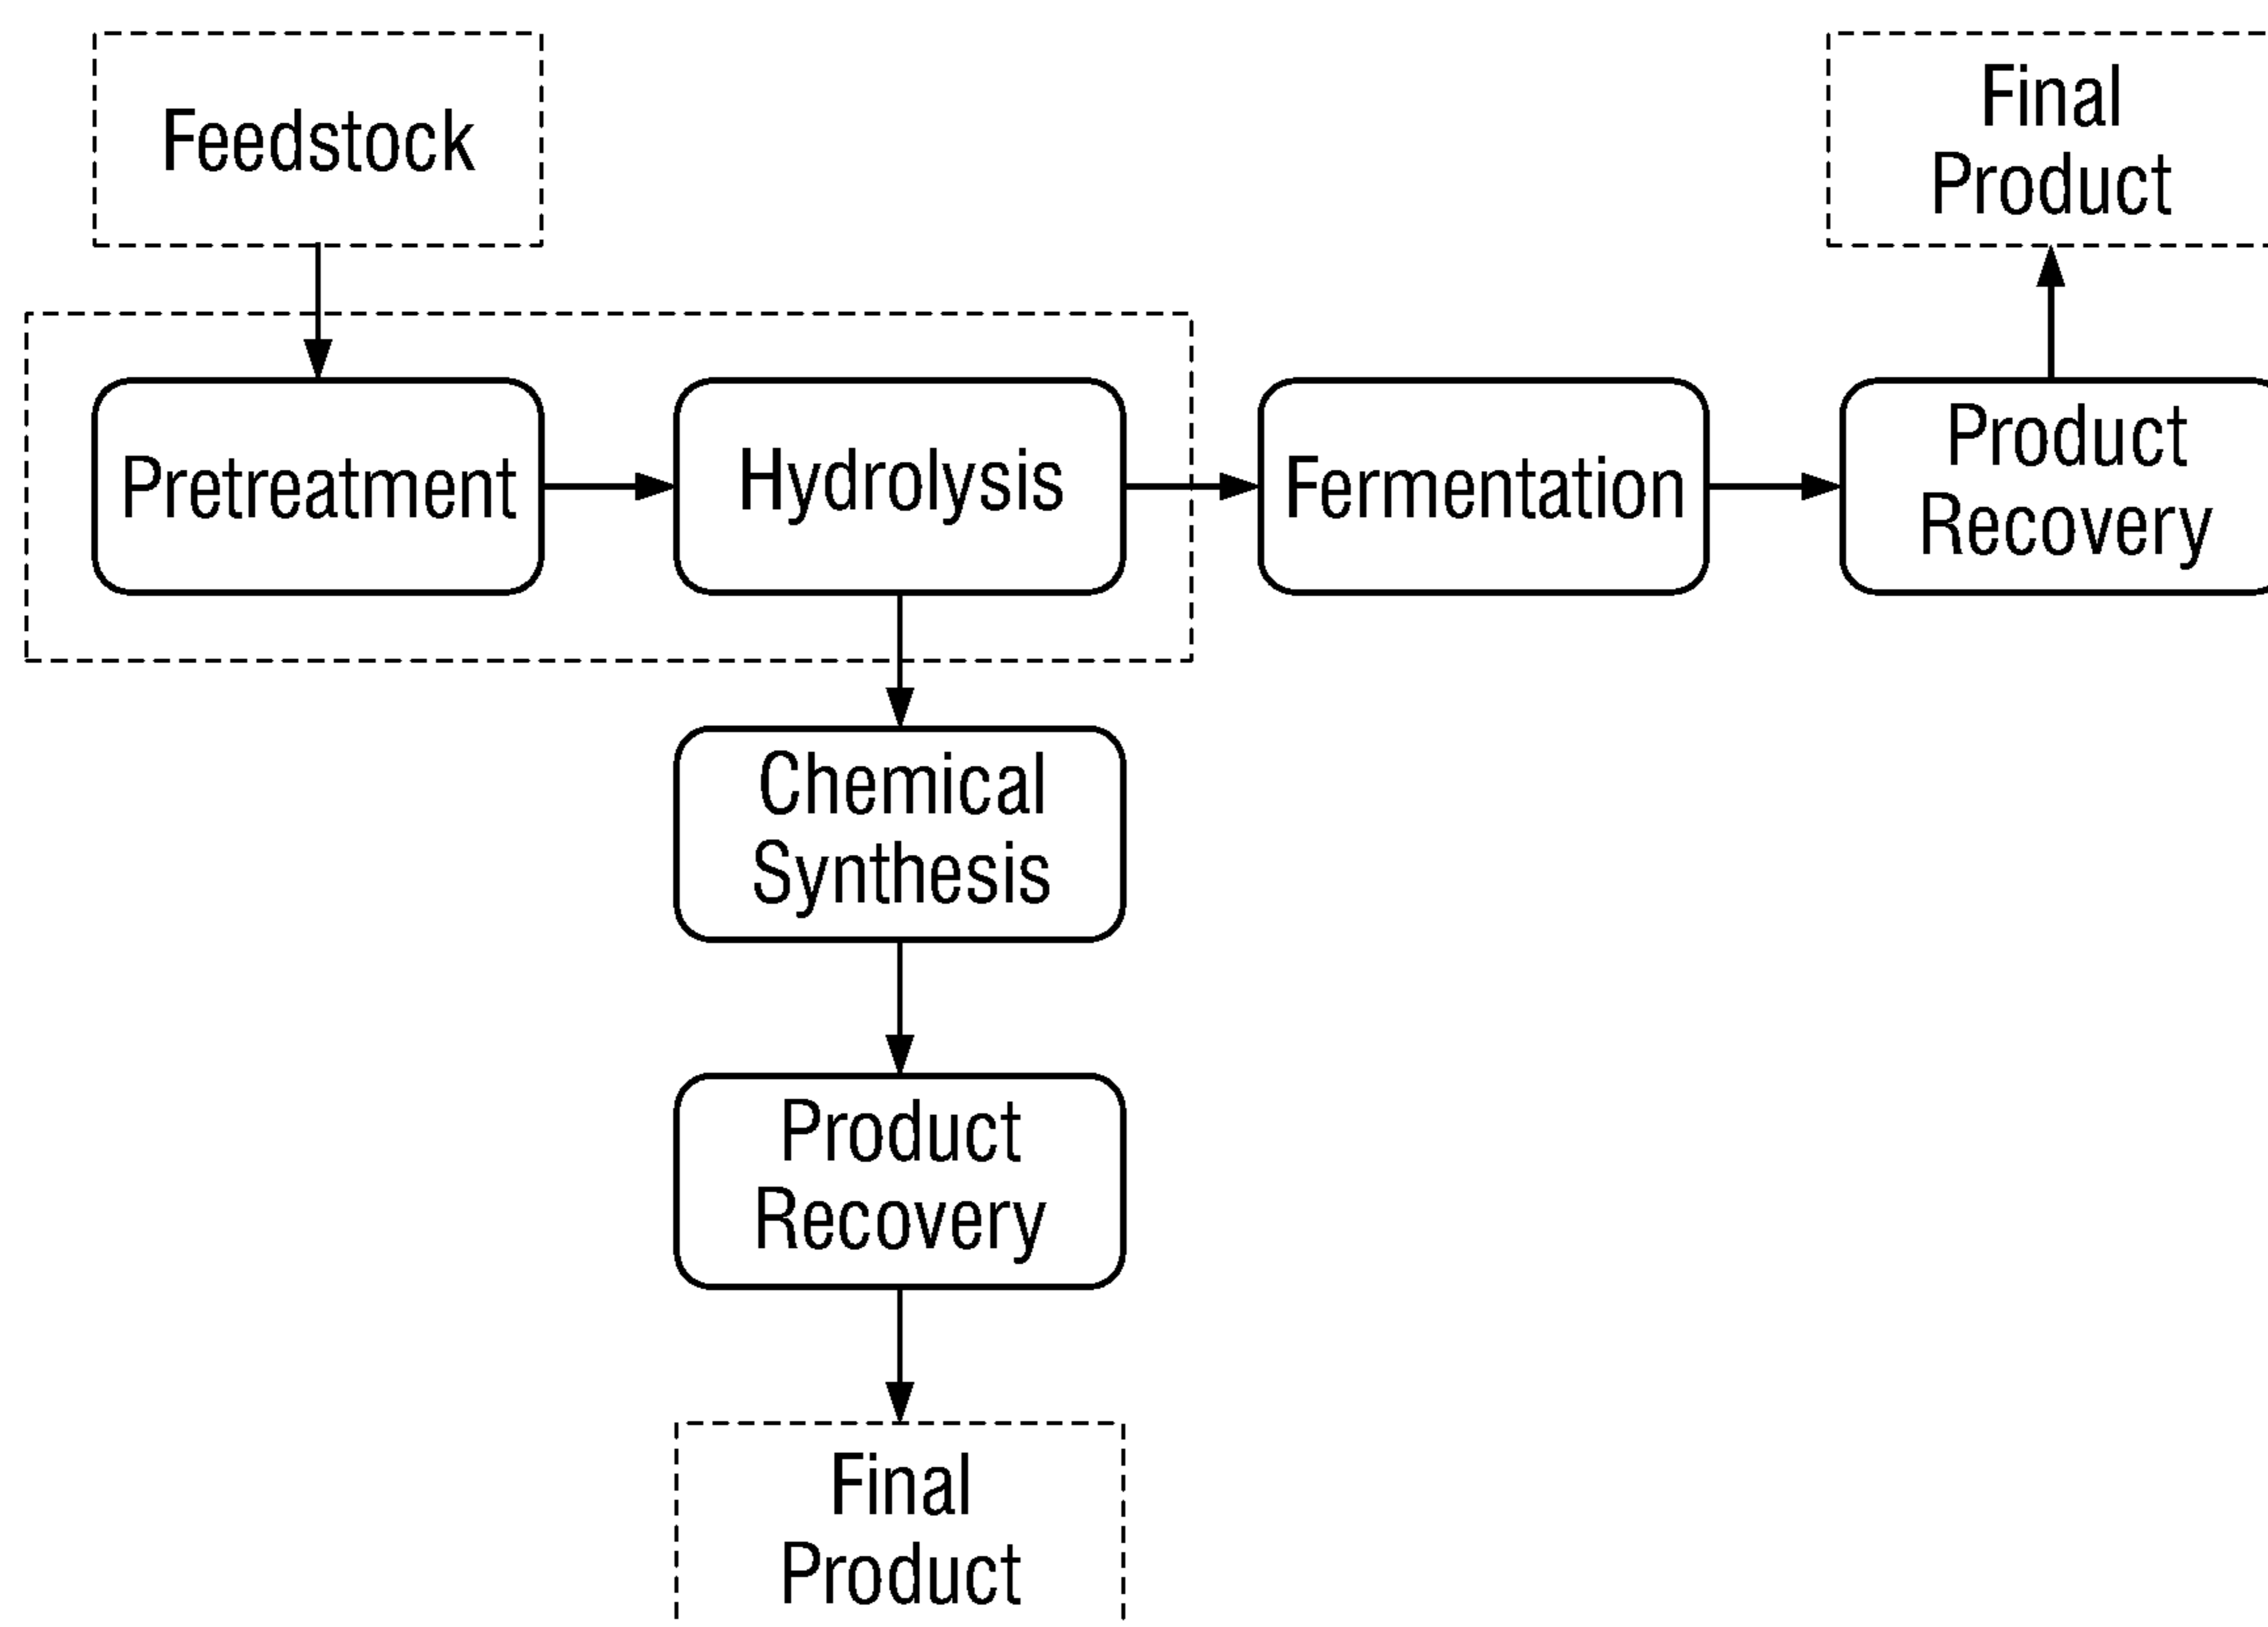 Feedstock
Final
Product
Pretreatment
Hydrolysis
Fermentation
Product
Recovery
Chemical
Synthesis
Product
Recovery
Final
Product